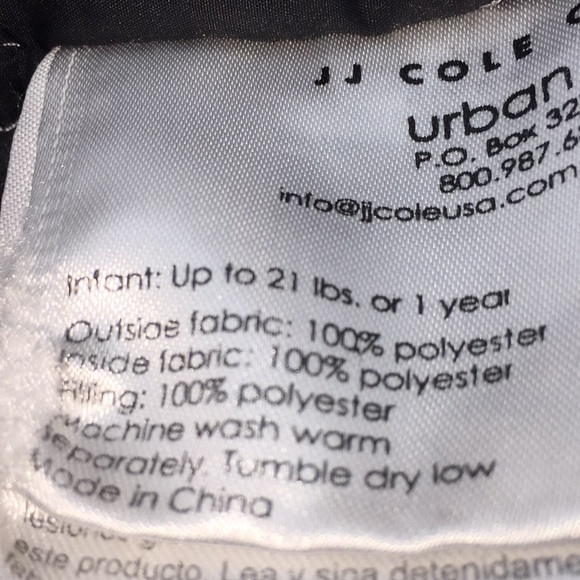 JJ COLE
urban
P.O. Box 32
800.987.6
info@jjcoleusa.com
Infant: Up to 21 lbs. or 1 year
Outside fabric: 100% polyester
Inside fabric: 100% polyester
Filling: 100% polyester
Machine wash warm
separately. Tumble dry low
Made in China
este producto. Lea y siga detenidame